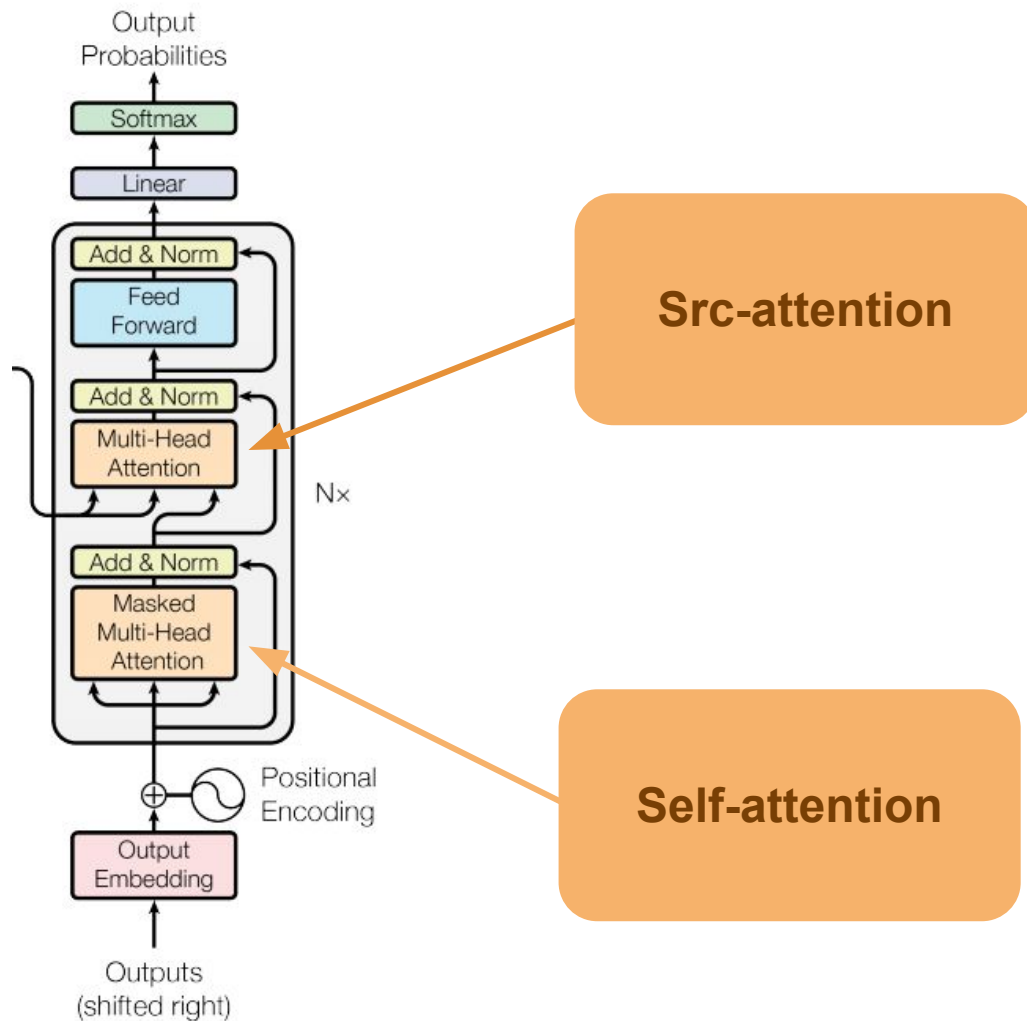 Output
Probabilities
Softmax
Linear
Add & Norm
Feed
Forward
Add & Norm
Multi-Head
Attention
N×
Add & Norm
Masked
Multi-Head
Attention
Positional
Encoding
Output
Embedding
Outputs
(shifted right)
Src-attention
Self-attention